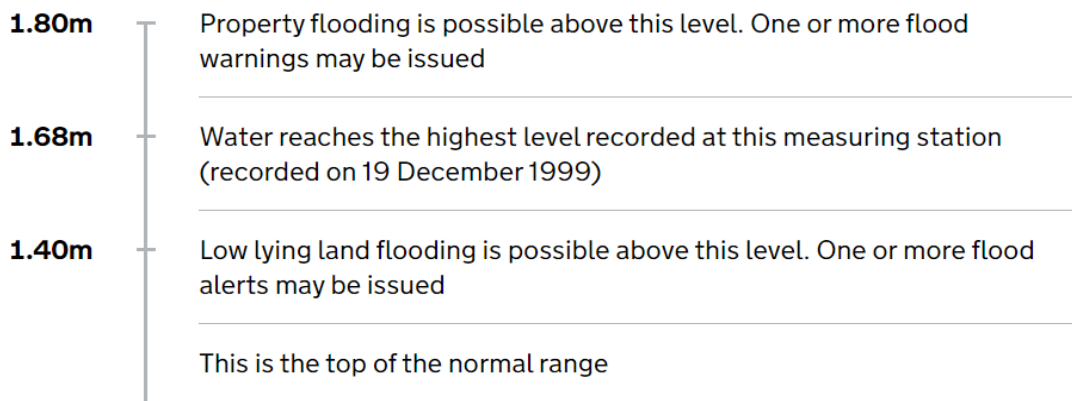 1.80m Property flooding is possible above this level. One or more flood
warnings may be issued
1.68m Water reaches the highest level recorded at this measuring station
(recorded on 19 December 1999)
1.40m Low lying land flooding is possible above this level. One or more flood
alerts may be issued
This is the top of the normal range